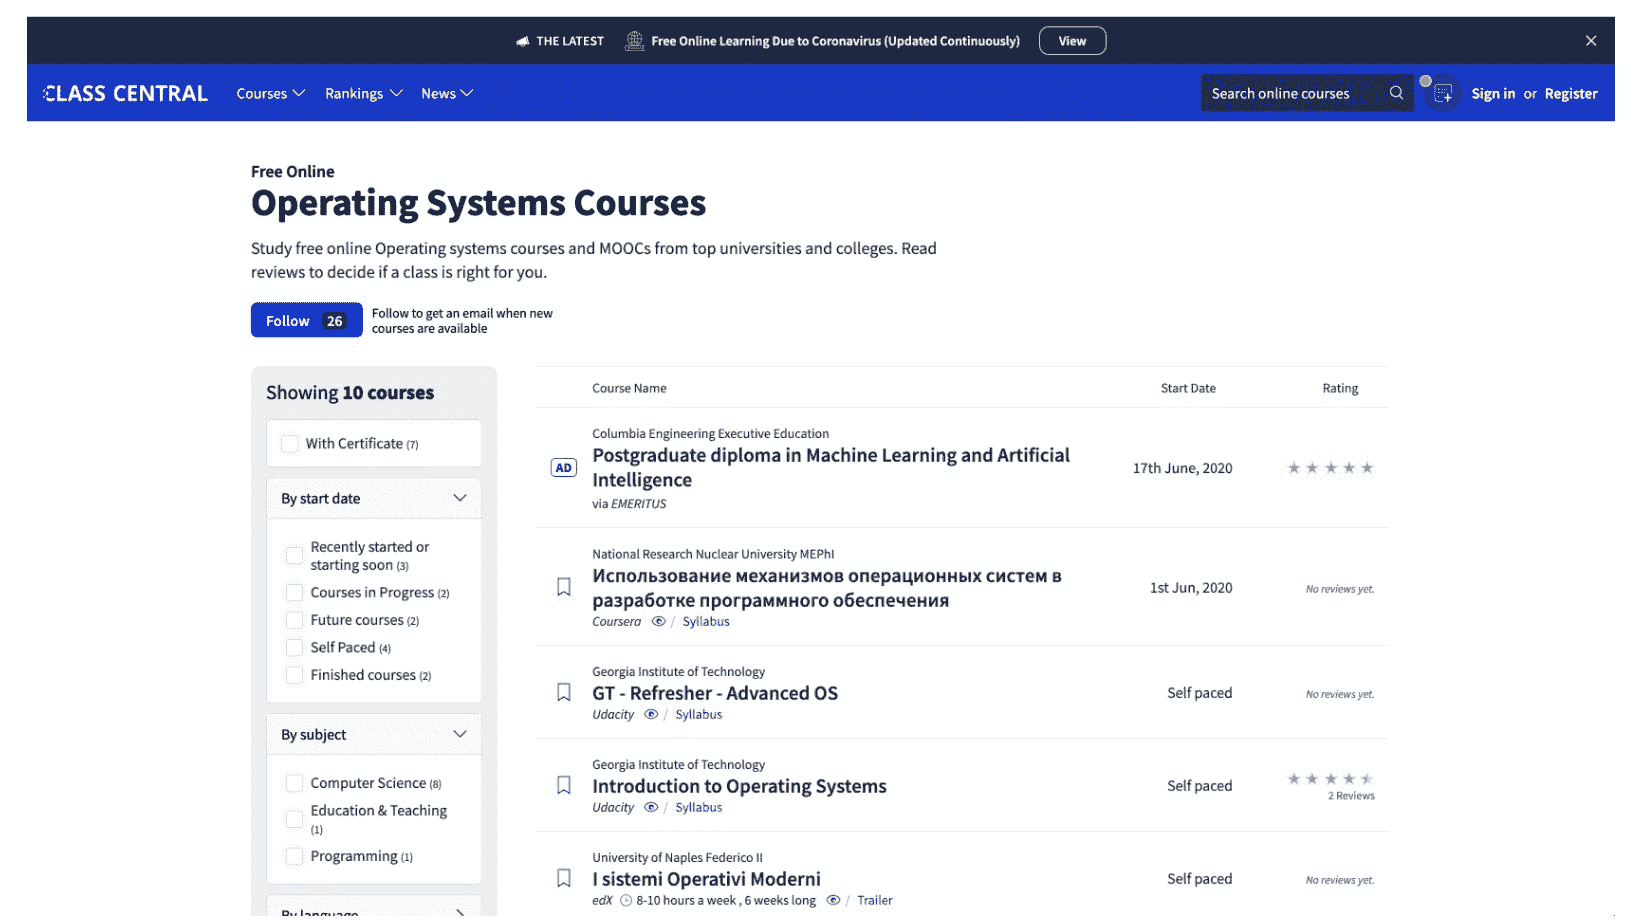 THE LATEST Free Online Learning Due to Coronavirus (Updated Continuously) View
CLASS CENTRAL Courses Rankings News Search online courses Sign in or Register
Free Online
Operating Systems Courses
Study free online Operating systems courses and MOOCs from top universities and colleges. Read
reviews to decide if a class is right for you.
Follow 26
Follow to get an email when new
courses are available
Showing 10 courses
With Certificate (7)
By start date
Recently started or
starting soon (3)
Courses in Progress (2)
Future courses (2)
Self Paced (4)
Finished courses (2)
By subject
Computer Science (8)
Education & Teaching
(1)
Programming (1)
By language
Course Name Start Date Rating
Columbia Engineering Executive Education
AD
Postgraduate diploma in Machine Learning and Artificial
Intelligence
via EMERITUS
17th June, 2020
National Research Nuclear University MEPhI
Использование механизмов операционных систем в
разработке программного обеспечения
Coursera / Syllabus
1st Jun, 2020
No reviews yet.
Georgia Institute of Technology
GT - Refresher - Advanced OS
Udacity / Syllabus
Self paced
No reviews yet.
Georgia Institute of Technology
Introduction to Operating Systems
Udacity / Syllabus
Self paced
2 Reviews
University of Naples Federico II
I sistemi Operativi Moderni
edX 8-10 hours a week , 6 weeks long / Trailer
Self paced
No reviews yet.